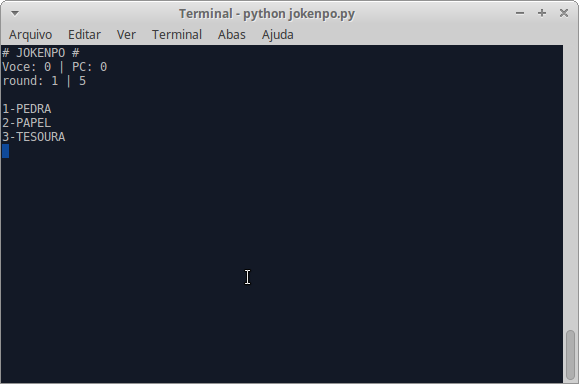 Terminal - python jokenpo.py
Arquivo Editar Ver Terminal Abas Ajuda
# JOKENPO #
Voce: 0 | PC: 0
round: 1 | 5
1-PEDRA
2-PAPEL
3-TESOURA